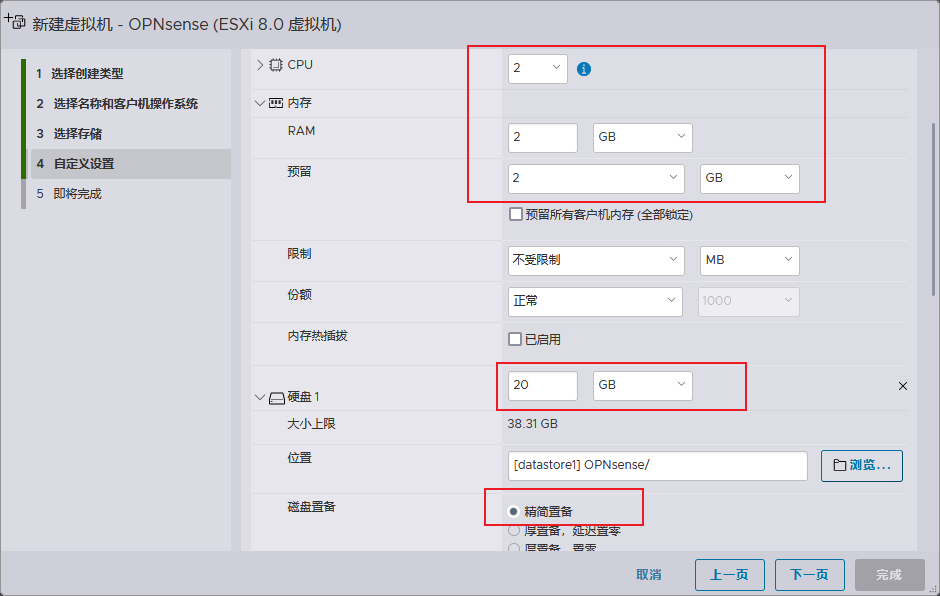 新建虚拟机 - OPNsense (ESXi 8.0 虚拟机)
1 选择创建类型
2 选择名称和客户机操作系统
3 选择存储
4 自定义设置
5 即将完成
CPU
2
内存
RAM
2
GB
预留
2
GB
预留所有客户机内存 (全部锁定)
限制
不受限制
MB
份额
正常
1000
内存热插拔
已启用
硬盘 1
20
GB
大小上限
38.31 GB
位置
[datastore1] OPNsense/
浏览...
磁盘置备
精简置备
厚置备，延迟置零
厚置备，置零
取消
上一页
下一页
完成